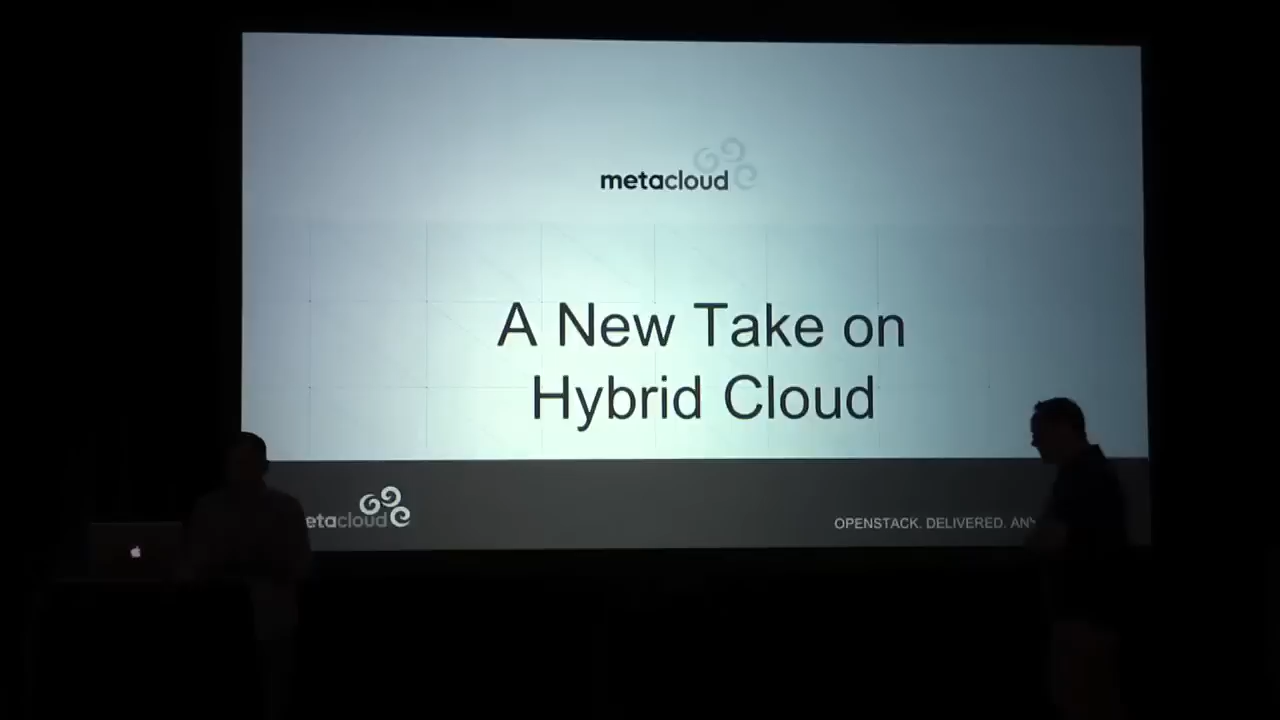 metacloud
A New Take on
Hybrid Cloud
etacloud
OPENSTACK. DELIVERED.